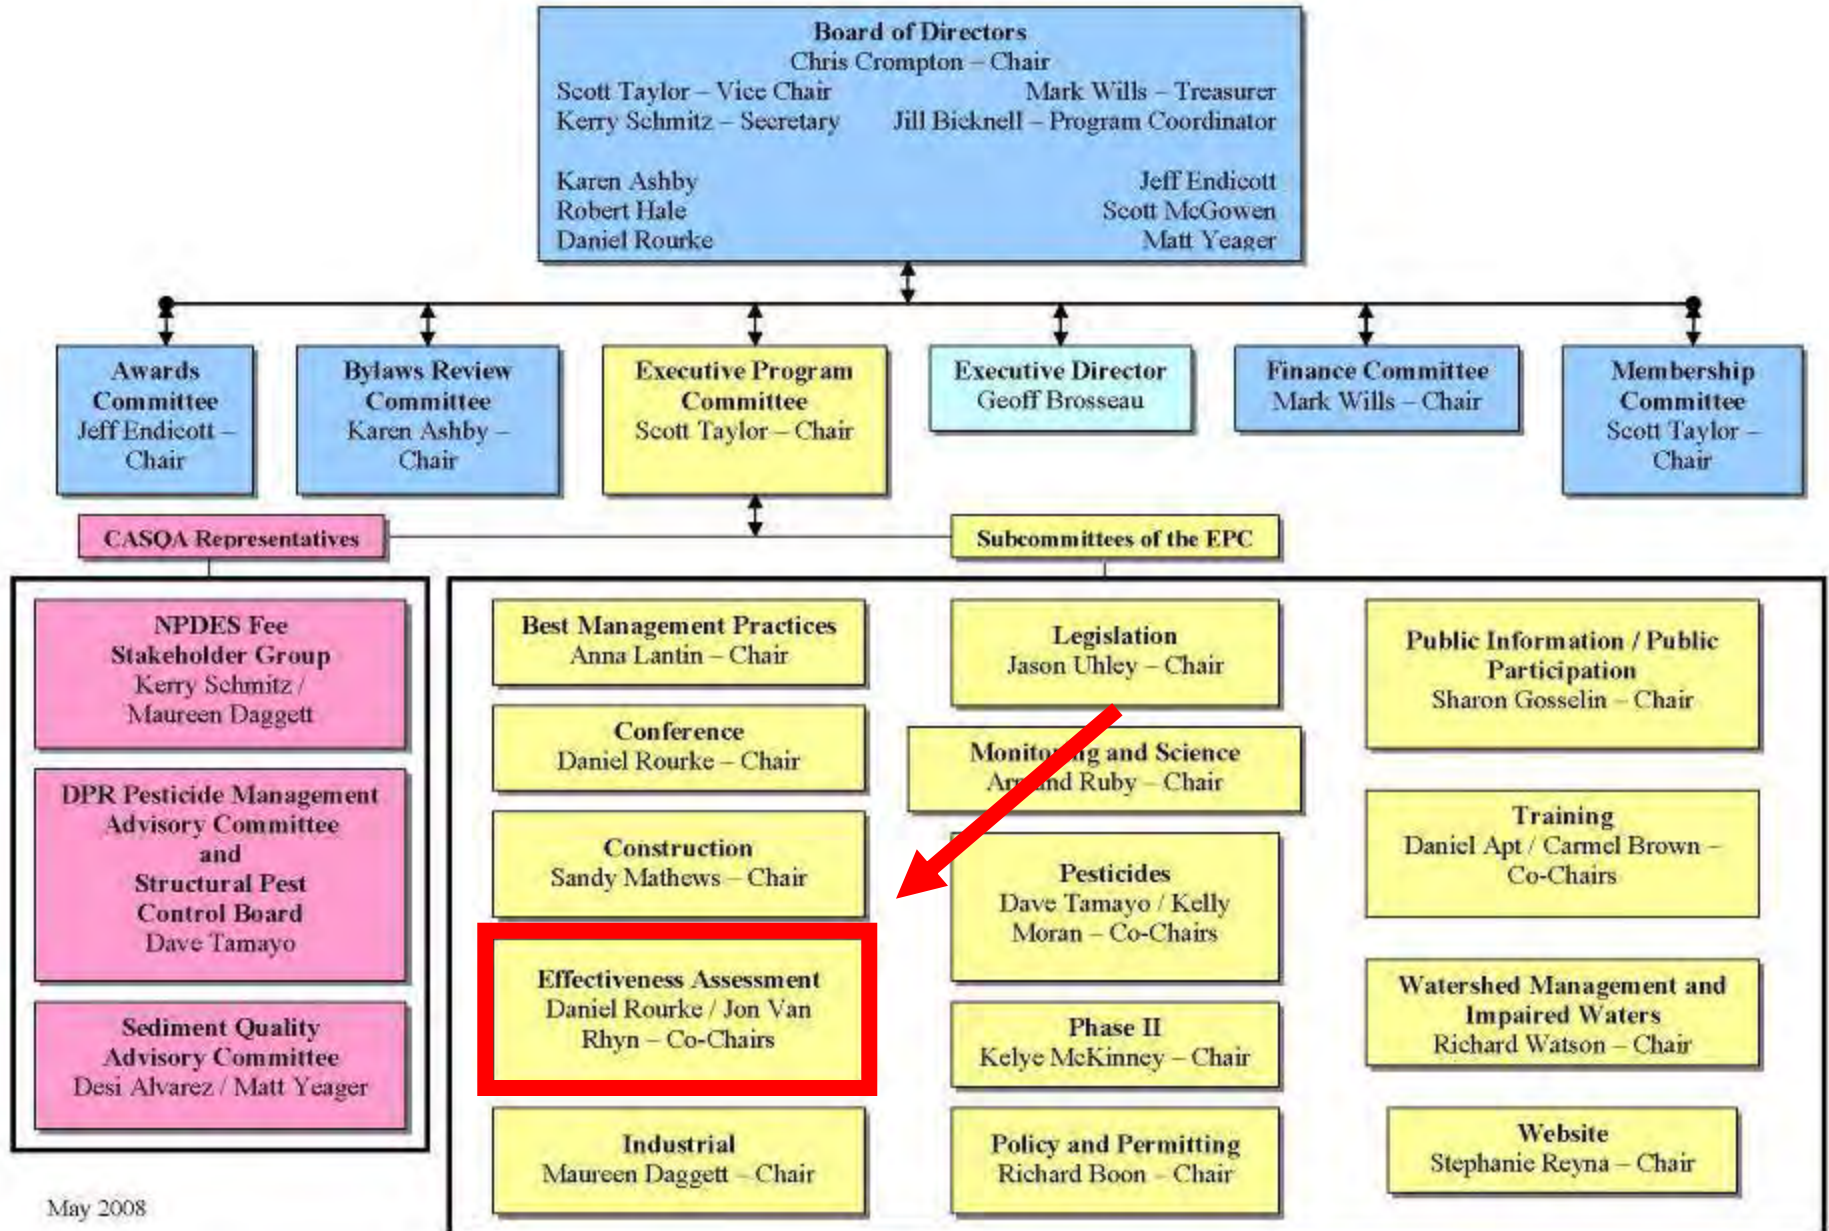 Board of Directors
Chris Crompton – Chair
Scott Taylor – Vice Chair
Mark Wills – Treasurer
Kerry Schmitz – Secretary
Jill Bicknell – Program Coordinator
Karen Ashby
Jeff Endicott
Robert Hale
Scott McGowen
Daniel Rourke
Matt Yeager
Awards
Committee
Jeff Endicott –
Chair
Bylaws Review
Committee
Karen Ashby –
Chair
Executive Program
Committee
Scott Taylor – Chair
Executive Director
Geoff Brosseau
Finance Committee
Mark Wills – Chair
Membership
Committee
Scott Taylor –
Chair
CASQA Representatives
Subcommittees of the EPC
NPDES Fee
Stakeholder Group
Kerry Schmitz /
Maureen Daggett
DPR Pesticide Management
Advisory Committee
and
Structural Pest
Control Board
Dave Tamayo
Sediment Quality
Advisory Committee
Desi Alvarez / Matt Yeager
Best Management Practices
Anna Lantin – Chair
Conference
Daniel Rourke – Chair
Construction
Sandy Mathews – Chair
Effectiveness Assessment
Daniel Rourke / Jon Van
Rhyn – Co-Chairs
Industrial
Maureen Daggett – Chair
Legislation
Jason Uhley – Chair
Monitoring and Science
Armand Ruby – Chair
Pesticides
Dave Tamayo / Kelly
Moran – Co-Chairs
Phase II
Kelye McKinney – Chair
Policy and Permitting
Richard Boon – Chair
Public Information / Public
Participation
Sharon Gosselin – Chair
Training
Daniel Apt / Carmel Brown –
Co-Chairs
Watershed Management and
Impaired Waters
Richard Watson – Chair
Website
Stephanie Reyna – Chair
May 2008